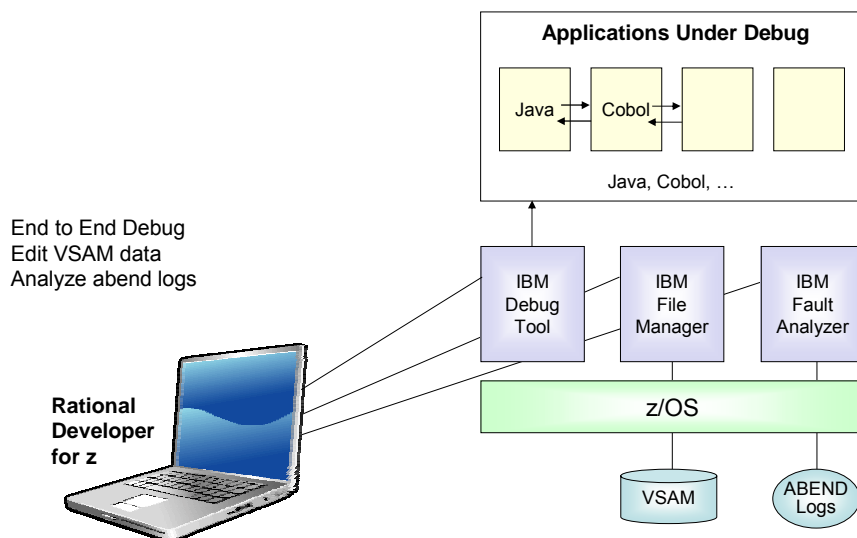 Applications Under Debug
Java
Cobol
Java, Cobol, …
End to End Debug
Edit VSAM data
Analyze abend logs
IBM
Debug
Tool
IBM
File
Manager
IBM
Fault
Analyzer
Rational
Developer
for z
z/OS
VSAM
ABEND
Logs